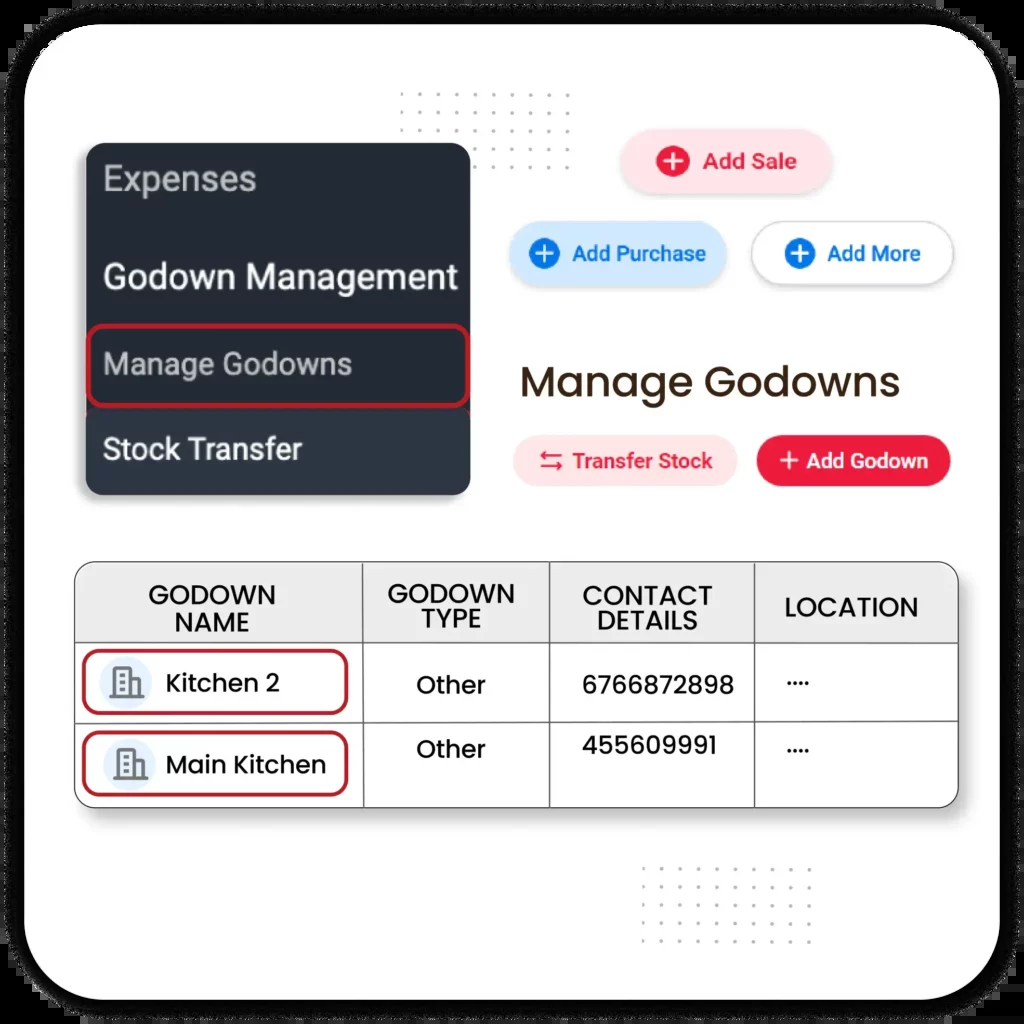 Expenses
Godown Management
Manage Godowns
Stock Transfer
Add Sale
Add Purchase
Add More
Manage Godowns
Transfer Stock
+ Add Godown
GODOWN
NAME
GODOWN
TYPE
CONTACT
DETAILS
LOCATION
Kitchen 2
Other
6766872898
....
Main Kitchen
Other
455609991
....